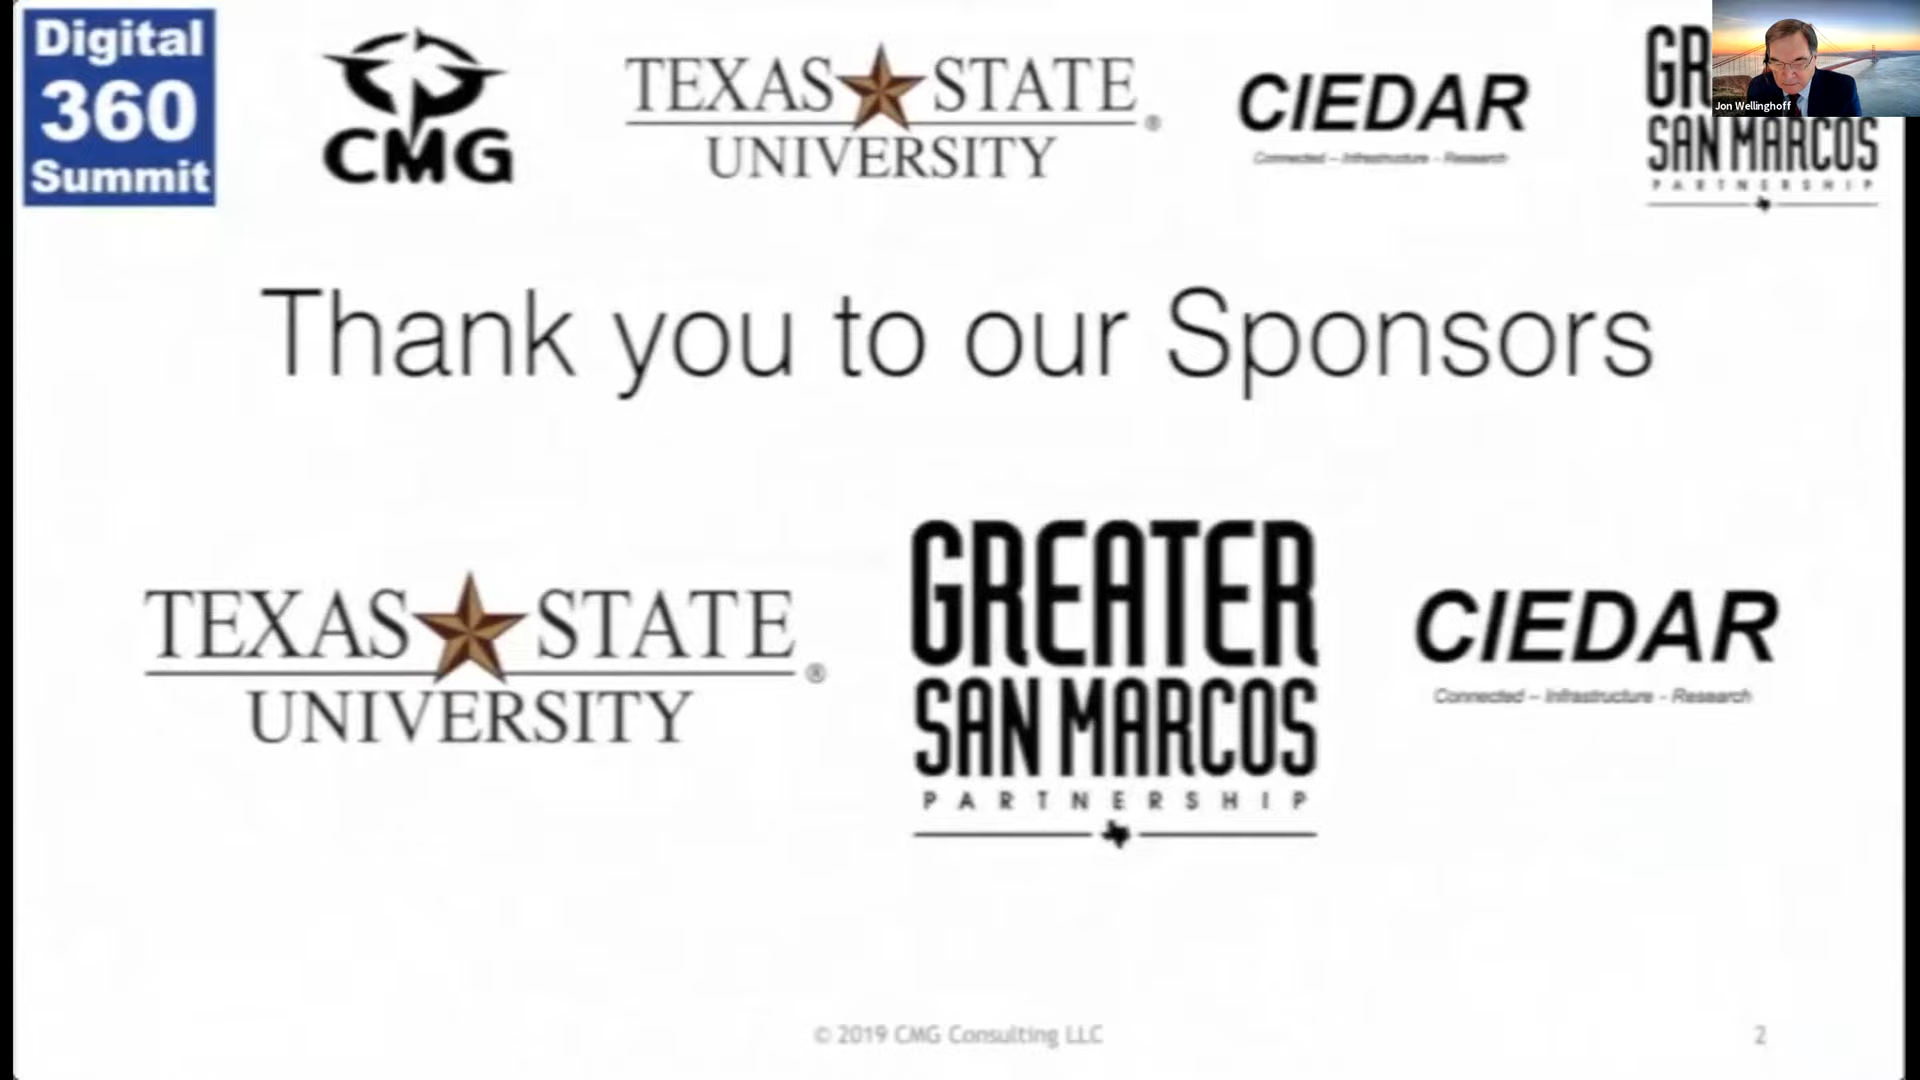 Digital
360
Summit
CMG
TEXAS STATE
®
UNIVERSITY
CIEDAR
Connected – Infrastructure - Research
GR
SAN MARCOS
PARTNERSHIP
Jon Wellinghoff
Thank you to our Sponsors
TEXAS STATE
®
UNIVERSITY
GREATER
SAN MARCOS
PARTNERSHIP
CIEDAR
Connected – Infrastructure - Research
© 2019 CMG Consulting LLC
2